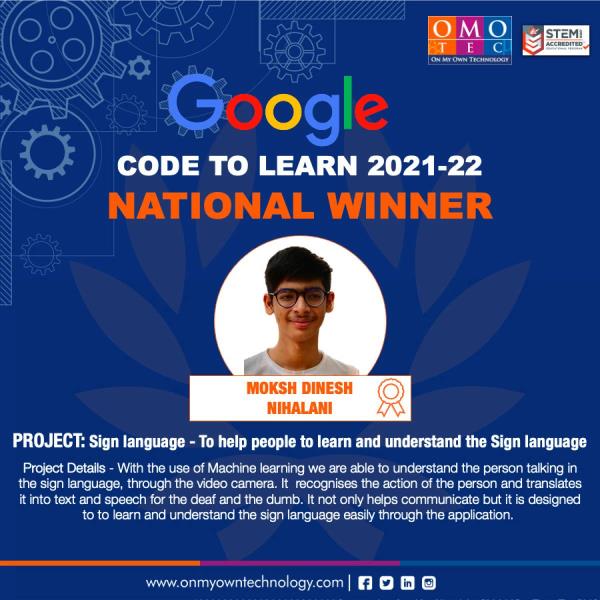 OMO
TEC
ON MY OWN TECHNOLOGY
STEM
ACCREDITED
EDUCATIONAL PROGRAM
Google
CODE TO LEARN 2021-22
NATIONAL WINNER
MOKSH DINESH
NIHALANI
PROJECT: Sign language - To help people to learn and understand the Sign language
Project Details - With the use of Machine learning we are able to understand the person talking in
the sign language, through the video camera. It recognises the action of the person and translates
it into text and speech for the deaf and the dumb. It not only helps communicate but it is designed
to to learn and understand the sign language easily through the application.
www.onmyowntechnology.com |